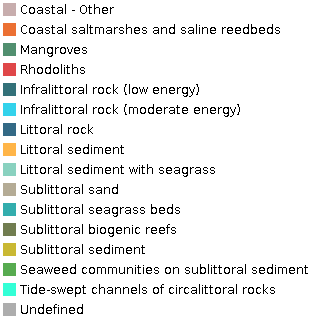 Coastal - Other
Coastal saltmarshes and saline reedbeds
Mangroves
Rhodoliths
Infralittoral rock (low energy)
Infralittoral rock (moderate energy)
Littoral rock
Littoral sediment
Littoral sediment with seagrass
Sublittoral sand
Sublittoral seagrass beds
Sublittoral biogenic reefs
Sublittoral sediment
Seaweed communities on sublittoral sediment
Tide-swept channels of circalittoral rocks
Undefined